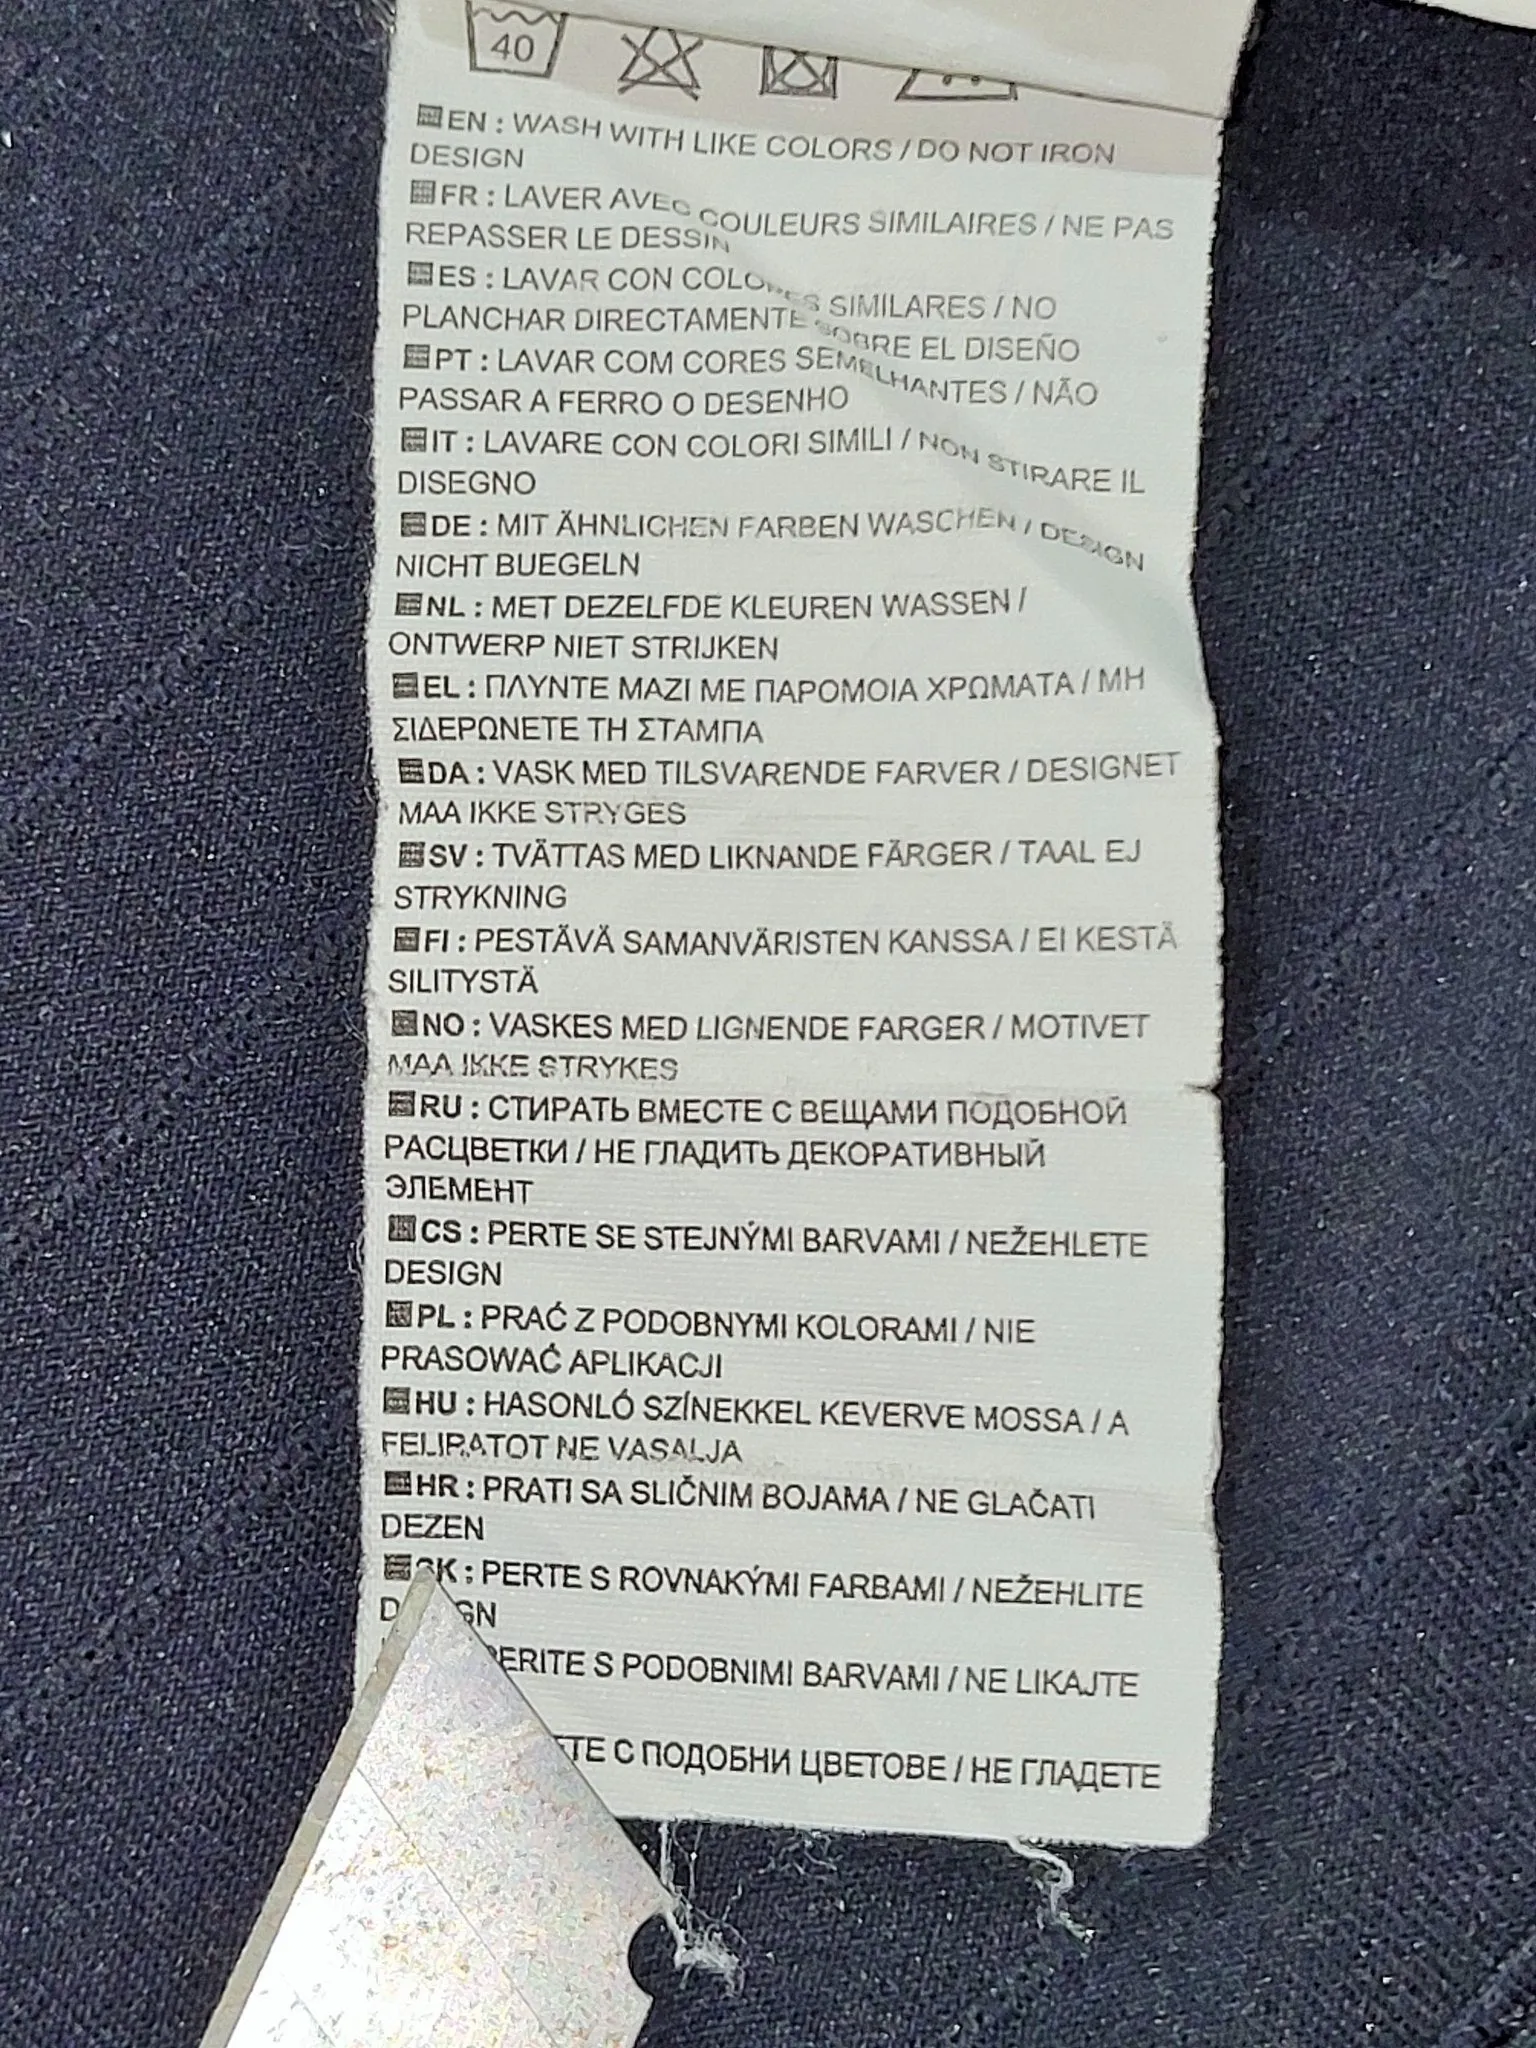 40
EN : WASH WITH LIKE COLORS / DO NOT IRON
DESIGN
FR : LAVER AVEC COULEURS SIMILAIRES / NE PAS
REPASSER LE DESSIN
ES : LAVAR CON COLORES SIMILARES / NO
PLANCHAR DIRECTAMENTE SOBRE EL DISEÑO
PT : LAVAR COM CORES SEMELHANTES / NÃO
PASSAR A FERRO O DESENHO
IT : LAVARE CON COLORI SIMILI / NON STIRARE IL
DISEGNO
DE : MIT ÄHNLICHEN FARBEN WASCHEN / DESIGN
NICHT BUEGELN
NL : MET DEZELFDE KLEUREN WASSEN /
ONTWERP NIET STRIJKEN
EL : ΠΛΥΝΤΕ ΜΑΖΙ ΜΕ ΠΑΡΟΜΟΙΑ ΧΡΩΜΑΤΑ / ΜΗ
ΣΙΔΕΡΩΝΕΤΕ ΤΗ ΣΤΑΜΠΑ
DA : VASK MED TILSVARENDE FARVER / DESIGNET
MAA IKKE STRYGES
SV : TVÄTTAS MED LIKNANDE FÄRGER / TAAL EJ
STRYKNING
FI : PESTÄVÄ SAMANVÄRISTEN KANSSA / EI KESTÄ
SILITYSTÄ
NO : VASKES MED LIGNENDE FARGER / MOTIVET
MAA IKKE STRYKES
RU : СТИРАТЬ ВМЕСТЕ С ВЕЩАМИ ПОДОБНОЙ
РАСЦВЕТКИ / НЕ ГЛАДИТЬ ДЕКОРАТИВНЫЙ
ЭЛЕМЕНТ
CS : PERTE SE STEJNÝMI BARVAMI / NEŽEHLETE
DESIGN
PL : PRAĆ Z PODOBNYMI KOLORAMI / NIE
PRASOWAĆ APLIKACJI
HU : HASONLÓ SZÍNEKKEL KEVERVE MOSSA / A
FELIRATOT NE VASALJA
HR : PRATI SA SLIČNIM BOJAMA / NE GLAČATI
DEZEN
SK : PERTE S ROVNAKÝMI FARBAMI / NEŽEHLITE
PERITE S PODOBNIMI BARVAMI / NE LIKAJTE
С ПОДОБНИ ЦВЕТОВЕ / НЕ ГЛАДЕТЕ